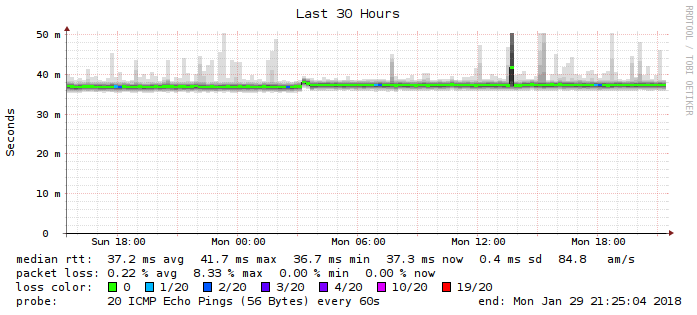 Last 30 Hours
RRDTOOL / TOBI OETIKER
Seconds
50 m
40 m
30 m
20 m
10 m
0
Sun 18:00 Mon 00:00 Mon 06:00 Mon 12:00 Mon 18:00
median rtt: 37.2 ms avg 41.7 ms max 36.7 ms min 37.3 ms now 0.4 ms sd 84.8 am/s
packet loss: 0.22 % avg 8.33 % max 0.00 % min 0.00 % now
loss color: 0 1/20 2/20 3/20 4/20 10/20 19/20
probe: 20 ICMP Echo Pings (56 Bytes) every 60s end: Mon Jan 29 21:25:04 2018